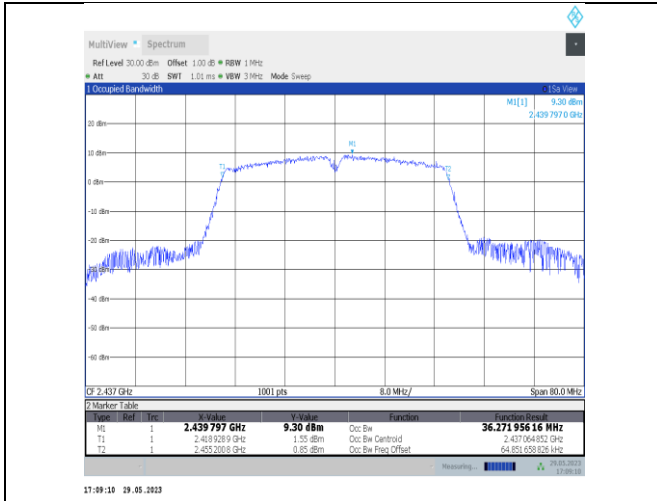 MultiView Spectrum
Ref Level 30.00 dBm Offset 1.00 dB RBW 1 MHz
Att 30 dB SWT 1.01 ms VBW 3 MHz Mode Sweep
1 Occupied Bandwidth 1Sa View
M1[1] 9.30 dBm
2.439 797 0 GHz
20 dBm
M1
10 dBm
T1 T2
0 dBm
-10 dBm
-20 dBm
-30 dBm
-40 dBm
-50 dBm
-60 dBm
CF 2.437 GHz 1001 pts 8.0 MHz/ Span 80.0 MHz
2 Marker Table
Type Ref Trc X-Value Y-Value Function Function Result
M1 1 2.439 797 GHz 9.30 dBm Occ Bw 36.271 956 16 MHz
T1 1 2.418 928 9 GHz 1.55 dBm Occ Bw Centroid 2.437 064 852 GHz
T2 1 2.455 200 8 GHz 0.85 dBm Occ Bw Freq Offset 64.851 658 826 kHz
Measuring...
17:09:10
17:09:10 29.05.2023